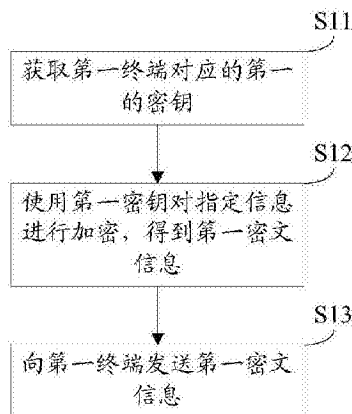 S11
获取第一终端对应的第一
的密钥
S12
使用第一密钥对指定信息
进行加密，得到第一密文
信息
S13
向第一终端发送第一密文
信息